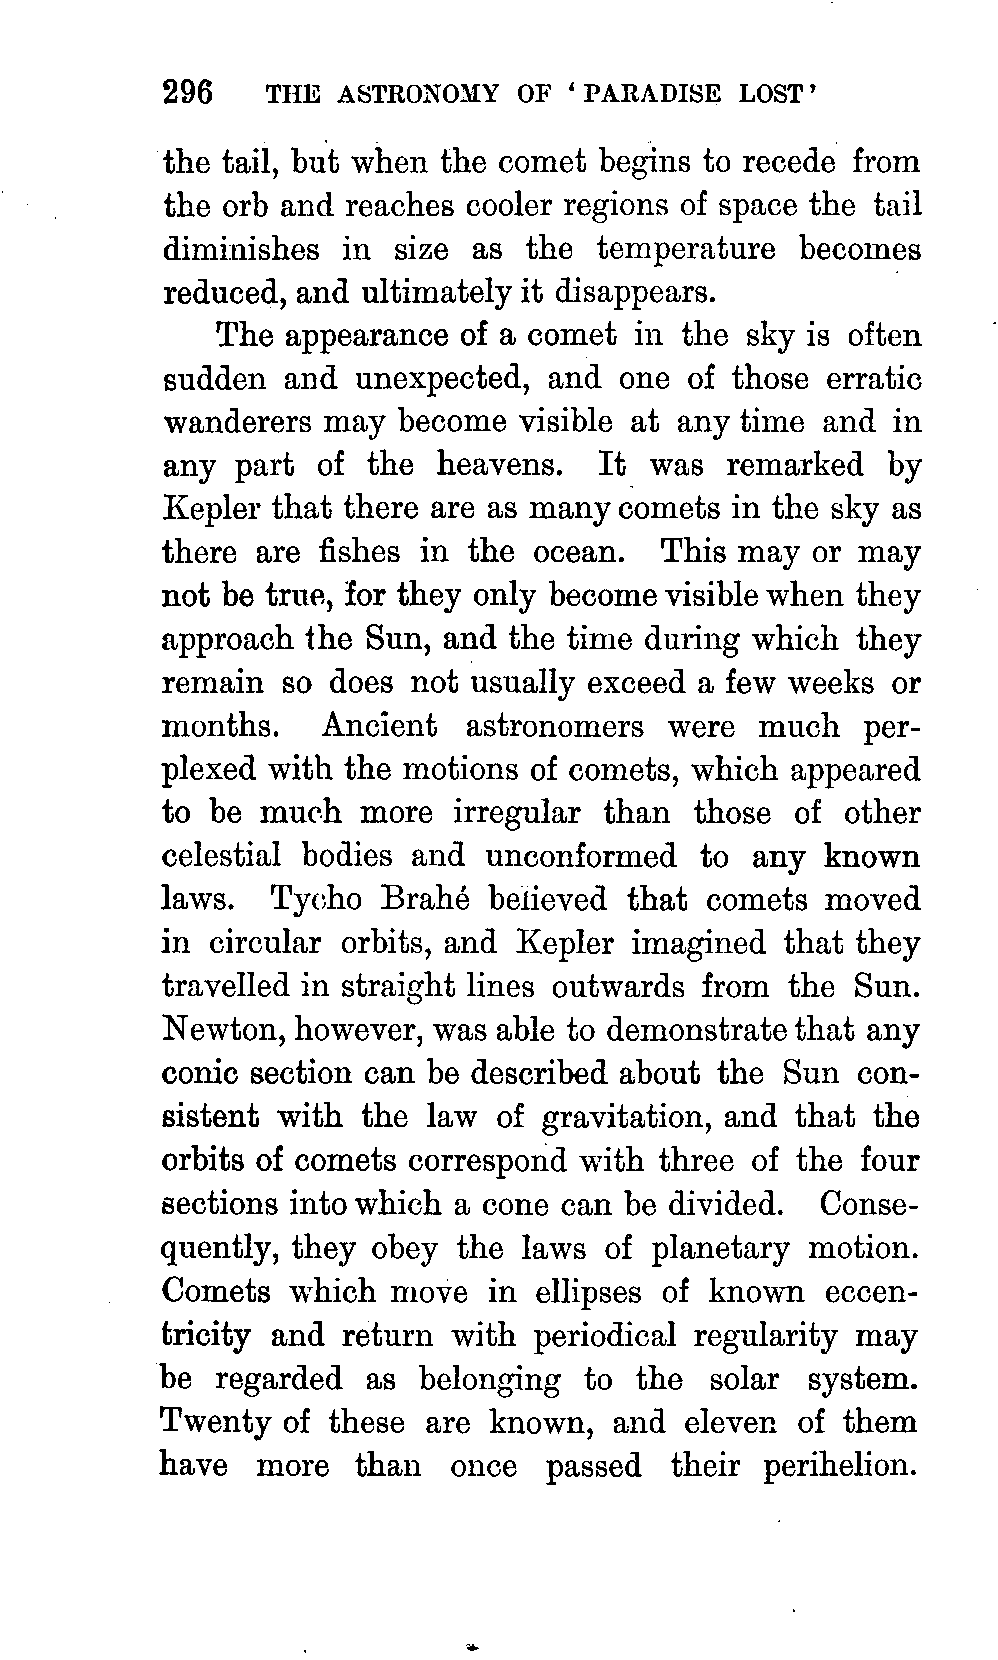 296 THE ASTRONOMY OF ‘PARADISE LOST’
the tail, but when the comet begins to recede from
the orb and reaches cooler regions of space the tail
diminishes in size as the temperature becomes
reduced, and ultimately it disappears.
The appearance of a comet in the sky is often
sudden and unexpected, and one of those erratic
wanderers may become visible at any time and in
any part of the heavens. It was remarked by
Kepler that there are as many comets in the sky as
there are fishes in the ocean. This may or may
not be true, for they only become visible when they
approach the Sun, and the time during which they
remain so does not usually exceed a few weeks or
months. Ancient astronomers were much per-
plexed with the motions of comets, which appeared
to be much more irregular than those of other
celestial bodies and unconformed to any known
laws. Tycho Brahé believed that comets moved
in circular orbits, and Kepler imagined that they
travelled in straight lines outwards from the Sun.
Newton, however, was able to demonstrate that any
conic section can be described about the Sun con-
sistent with the law of gravitation, and that the
orbits of comets correspond with three of the four
sections into which a cone can be divided. Conse-
quently, they obey the laws of planetary motion.
Comets which move in ellipses of known eccen-
tricity and return with periodical regularity may
be regarded as belonging to the solar system.
Twenty of these are known, and eleven of them
have more than once passed their perihelion.